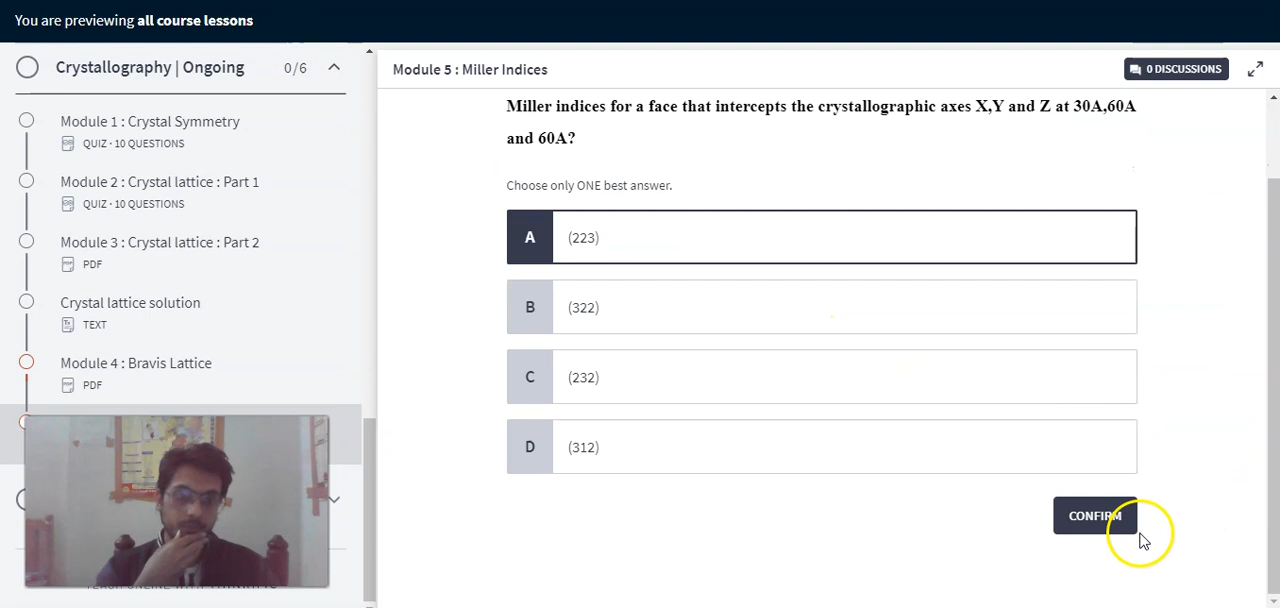 You are previewing all course lessons
Crystallography | Ongoing 0/6
Module 1 : Crystal Symmetry
QUIZ · 10 QUESTIONS
Module 2 : Crystal lattice : Part 1
QUIZ · 10 QUESTIONS
Module 3 : Crystal lattice : Part 2
PDF
Crystal lattice solution
TEXT
Module 4 : Bravis Lattice
PDF
Module 5 : Miller Indices
0 DISCUSSIONS
Miller indices for a face that intercepts the crystallographic axes X,Y and Z at 30A,60A
and 60A?
Choose only ONE best answer.
A (223)
B (322)
C (232)
D (312)
CONFIRM